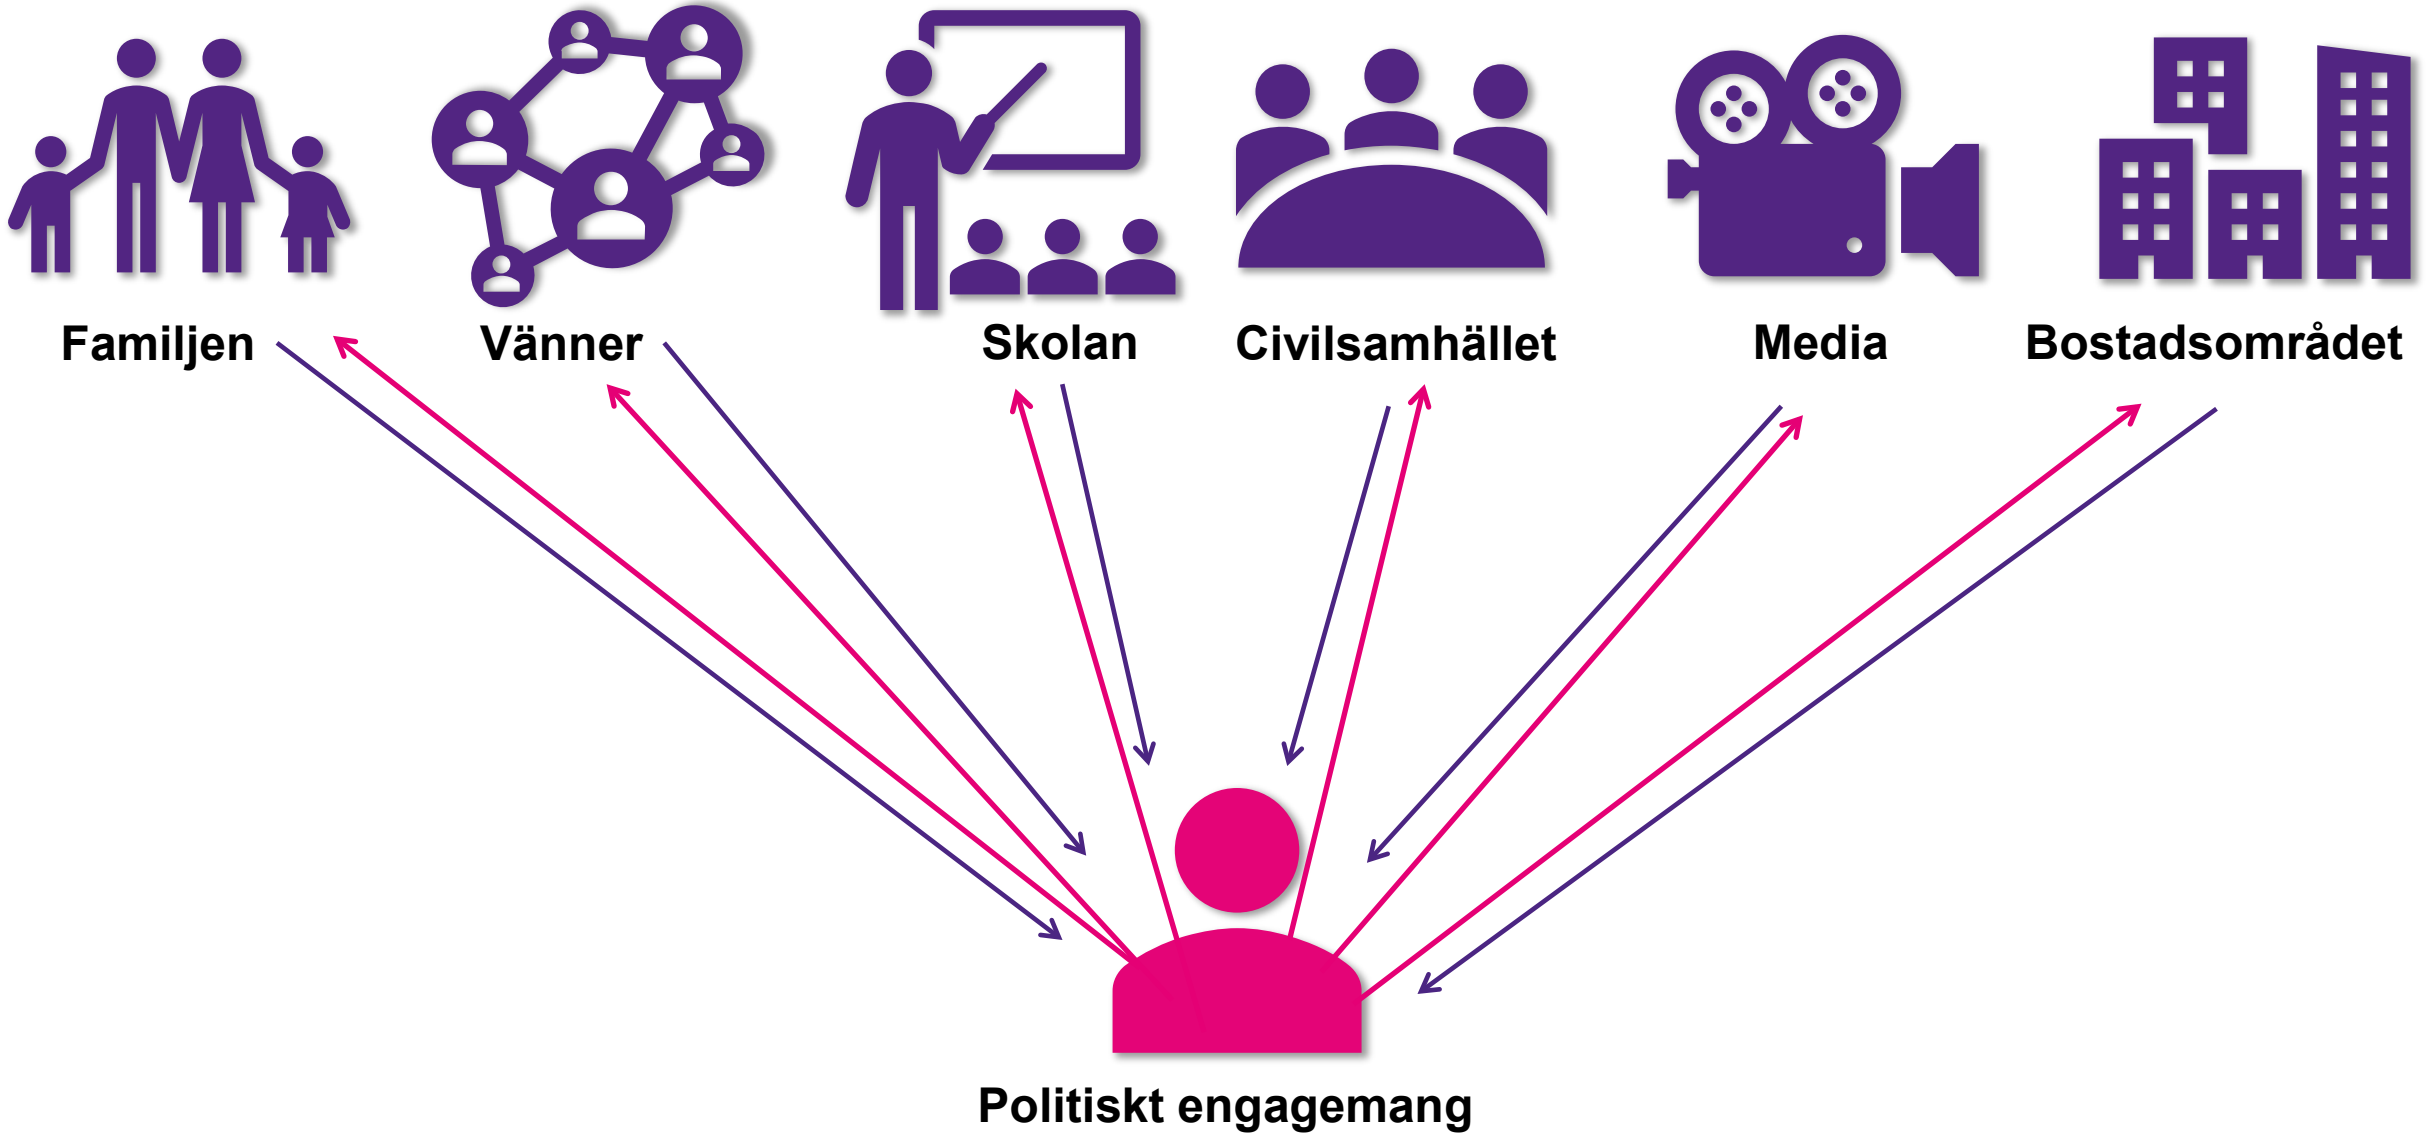 Familjen
Vänner
Skolan
Civilsamhället
Media
Bostadsområdet
Politiskt engagemang